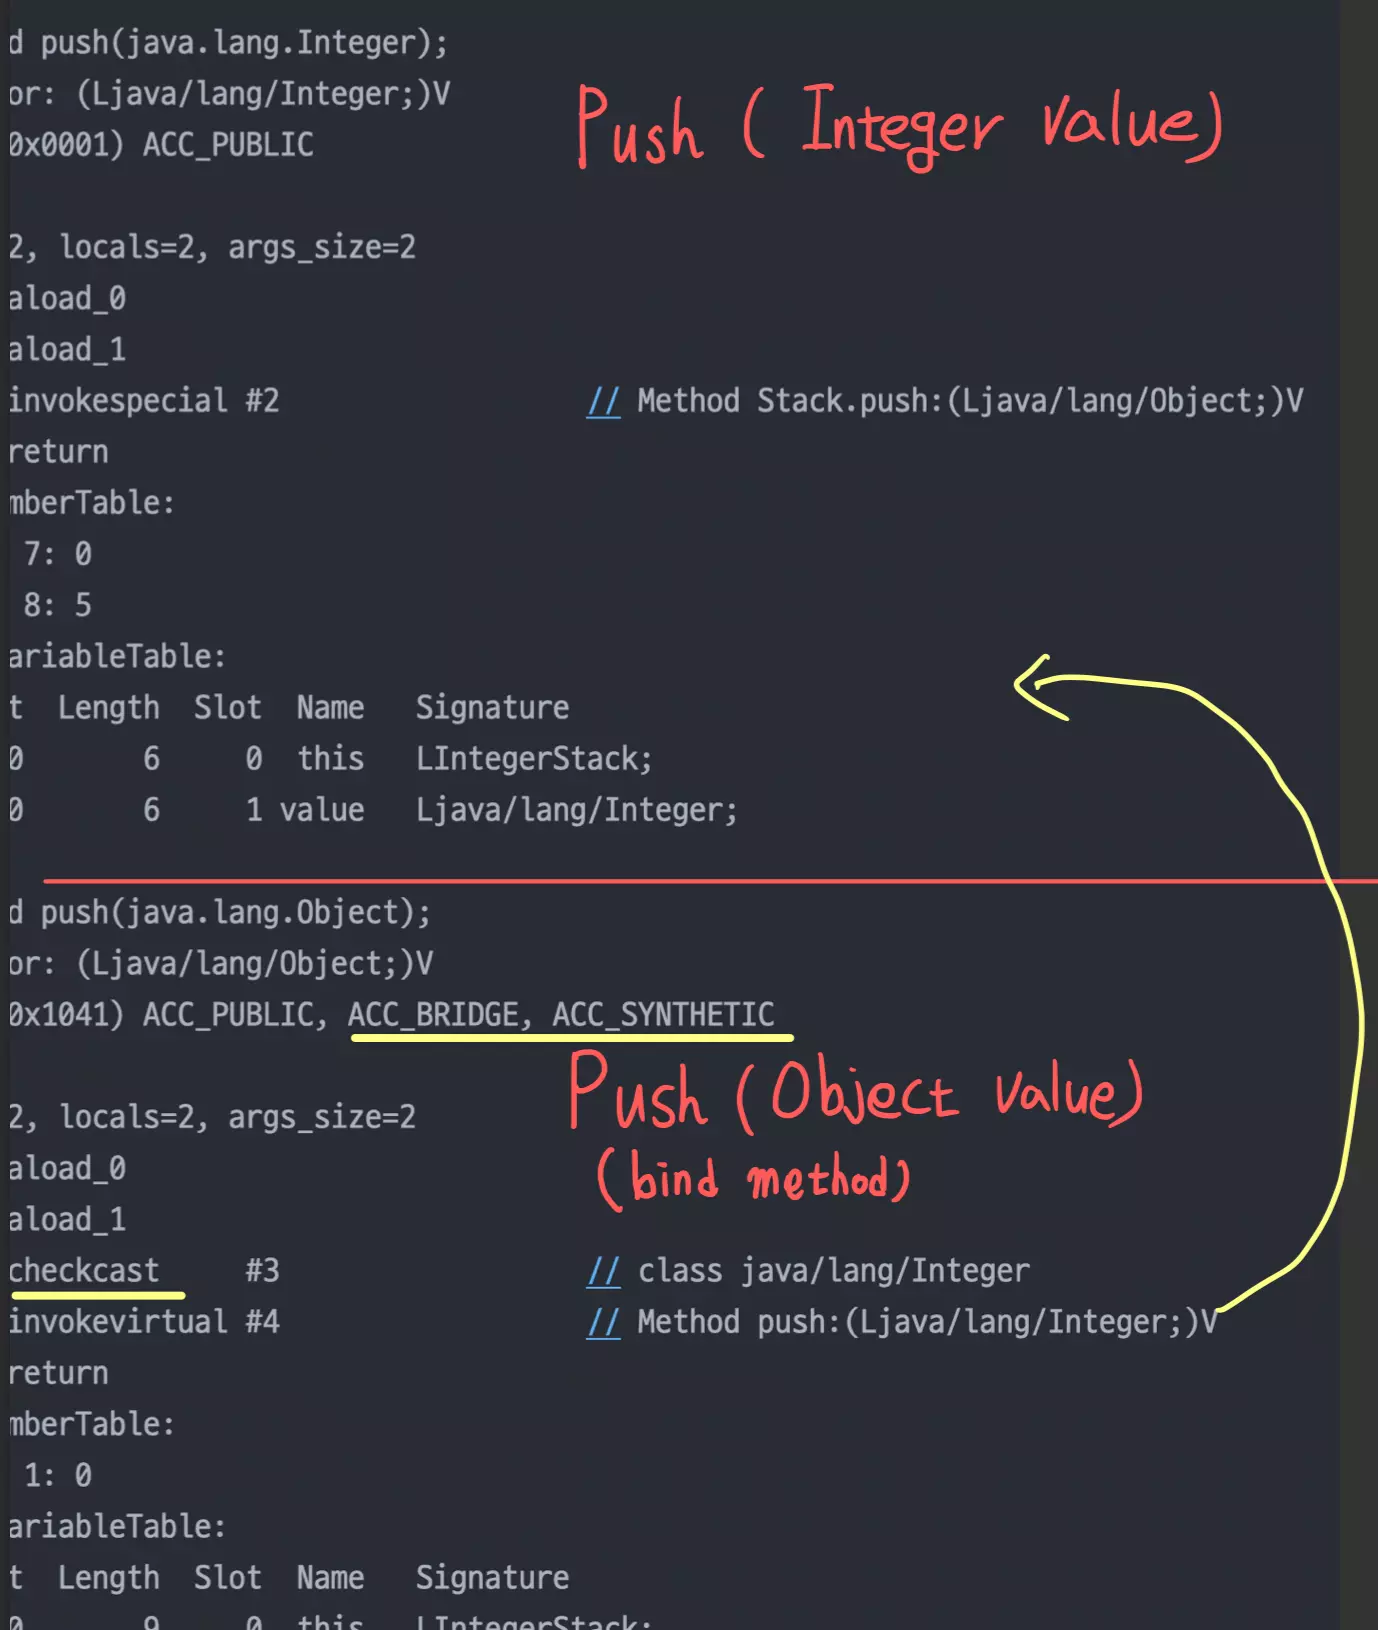 d push(java.lang.Integer);
or: (Ljava/lang/Integer;)V
0x0001) ACC_PUBLIC
Push ( Integer value)
2, locals=2, args_size=2
aload_0
aload_1
invokespecial #2 // Method Stack.push:(Ljava/lang/Object;)V
return
mberTable:
7: 0
8: 5
ariableTable:
t Length Slot Name Signature
0 6 0 this LIntegerStack;
0 6 1 value Ljava/lang/Integer;
d push(java.lang.Object);
or: (Ljava/lang/Object;)V
0x1041) ACC_PUBLIC, ACC_BRIDGE, ACC_SYNTHETIC
Push (Object value)
(bind method)
2, locals=2, args_size=2
aload_0
aload_1
checkcast #3 // class java/lang/Integer
invokevirtual #4 // Method push:(Ljava/lang/Integer;)V
return
mberTable:
1: 0
ariableTable:
t Length Slot Name Signature
0 9 0 this LIntegerStack;